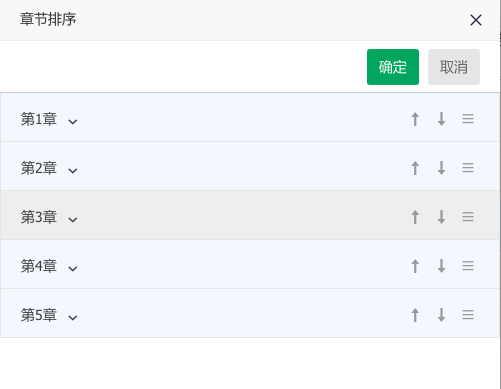 章节排序
确定 取消
第1章
第2章
第3章
第4章
第5章